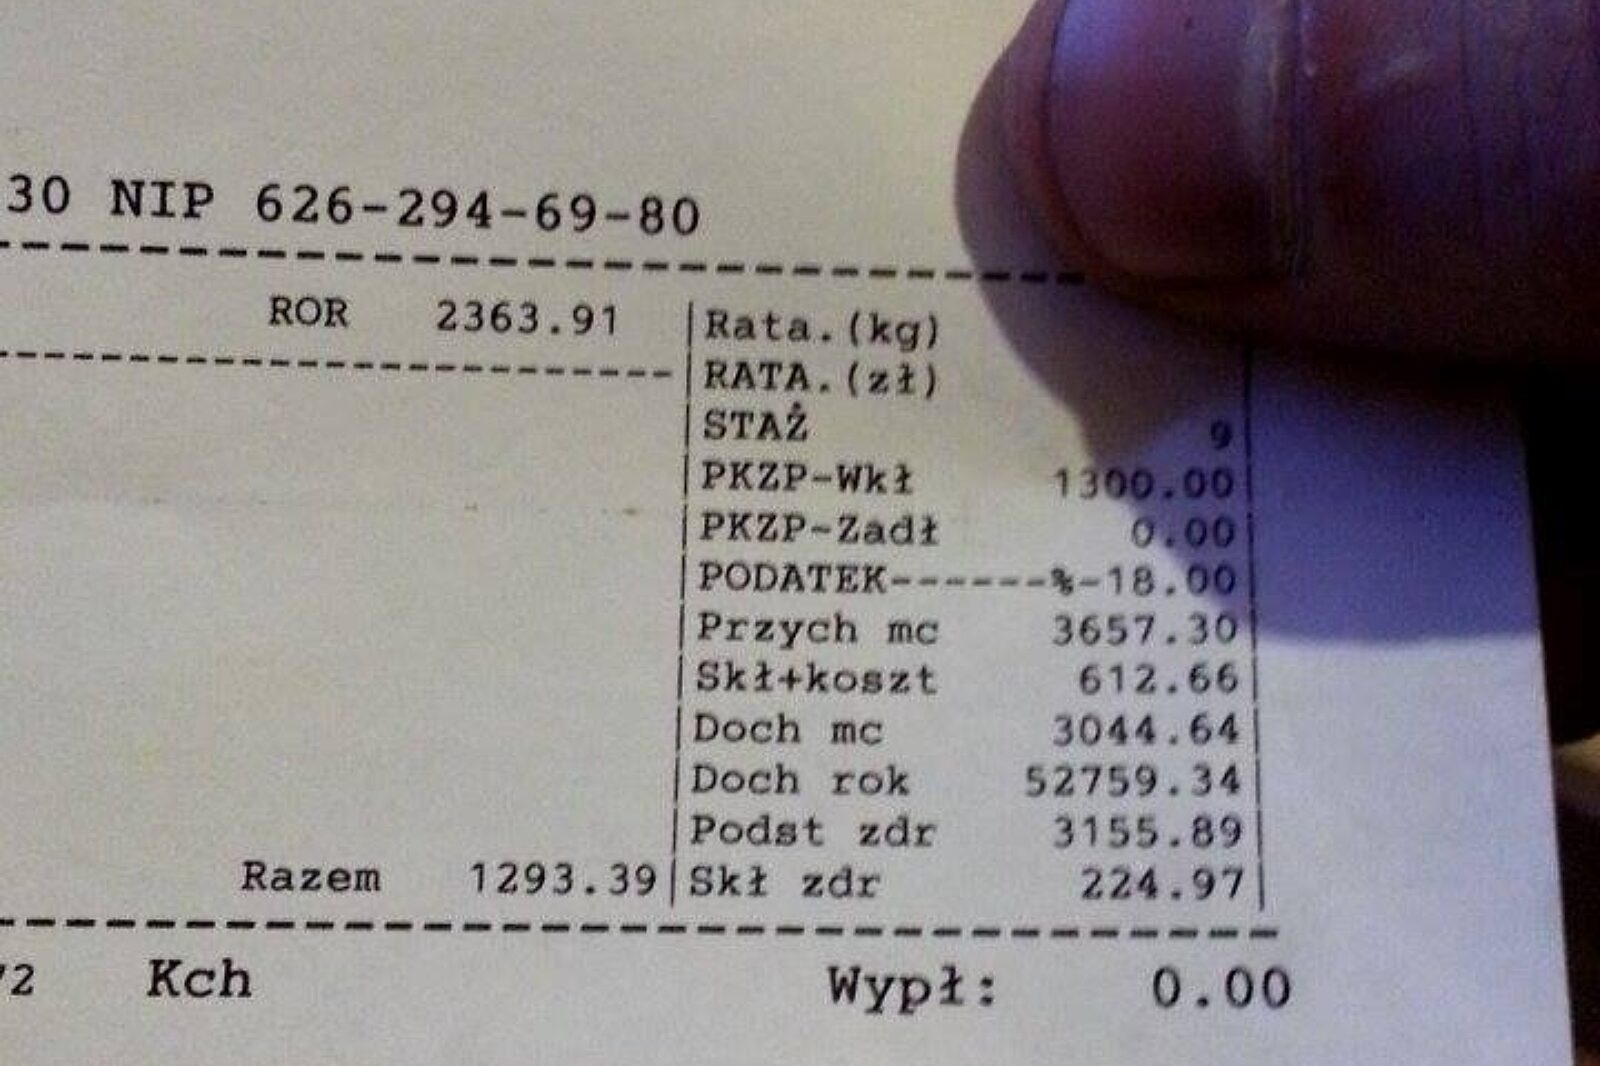 30 NIP 626-294-69-80
ROR 2363.91 Rata.(kg)
RATA.(zł)
STAŻ 9
PKZP-Wkł 1300.00
PKZP-Zadł 0.00
PODATEK------%-18.00
Przych mc 3657.30
Skł+koszt 612.66
Doch mc 3044.64
Doch rok 52759.34
Podst zdr 3155.89
Razem 1293.39 Skł zdr 224.97
2 Kch Wypł: 0.00